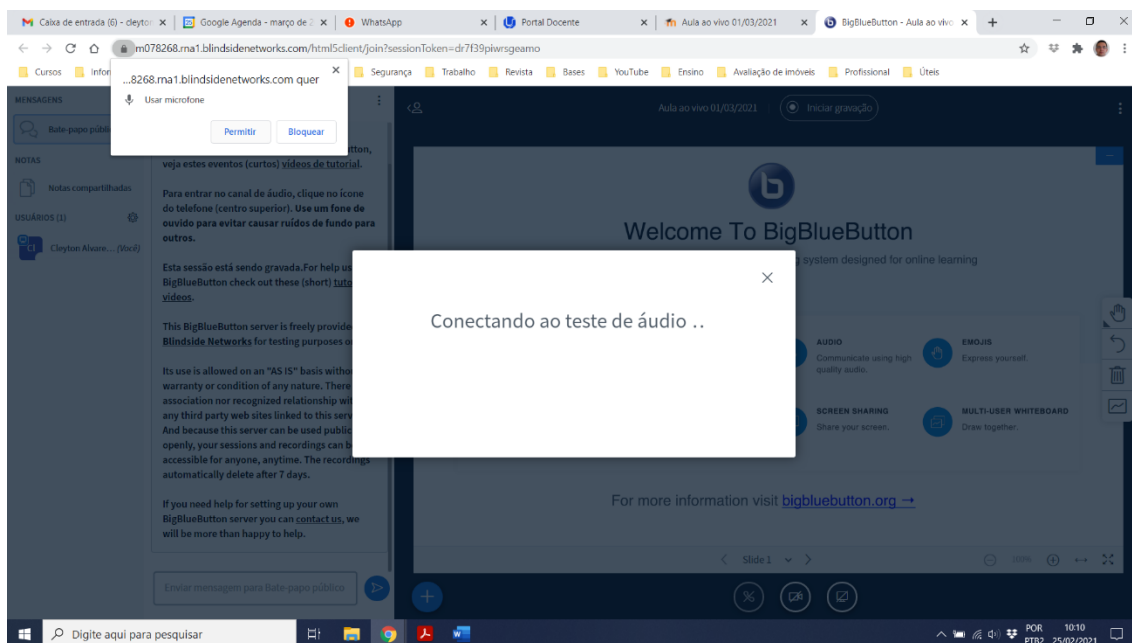 Caixa de entrada (6) - cleyton
Google Agenda - março de 2
WhatsApp
Portal Docente
Aula ao vivo 01/03/2021
BigBlueButton - Aula ao vivo
m078268.rna1.blindsidenetworks.com/html5client/join?sessionToken=dr7f39piwrsgeamo
Cursos
Segurança
Trabalho
Revista
Bases
YouTube
Ensino
Avaliação de imóveis
Profissional
Úteis
...8268.rna1.blindsidenetworks.com quer
Usar microfone
Permitir
Bloquear
MENSAGENS
Bate-papo públi
NOTAS
Notas compartilhadas
USUÁRIOS (1)
Cl
Cleyton Alvare... (Você)
veja estes eventos (curtos) vídeos de tutorial.
Para entrar no canal de áudio, clique no ícone
do telefone (centro superior). Use um fone de
ouvido para evitar causar ruídos de fundo para
outros.
Esta sessão está sendo gravada.For help us
BigBlueButton check out these (short) tuto
videos.
This BigBlueButton server is freely provide
Blindside Networks for testing purposes o
Its use is allowed on an "AS IS" basis witho
warranty or condition of any nature. There
association nor recognized relationship wit
any third party web sites linked to this serv
And because this server can be used public
openly, your sessions and recordings can b
accessible for anyone, anytime. The recordings
automatically delete after 7 days.
If you need help for setting up your own
BigBlueButton server you can contact us, we
will be more than happy to help.
Enviar mensagem para Bate-papo público
Aula ao vivo 01/03/2021
Iniciar gravação
Welcome To BigBlueButton
system designed for online learning
Conectando ao teste de áudio ..
AUDIO
Communicate using high
quality audio.
EMOJIS
Express yourself.
SCREEN SHARING
Share your screen.
MULTI-USER WHITEBOARD
Draw together.
For more information visit bigbluebutton.org →
Slide 1
100%
Digite aqui para pesquisar
POR
PTB2
10:10
25/02/2021